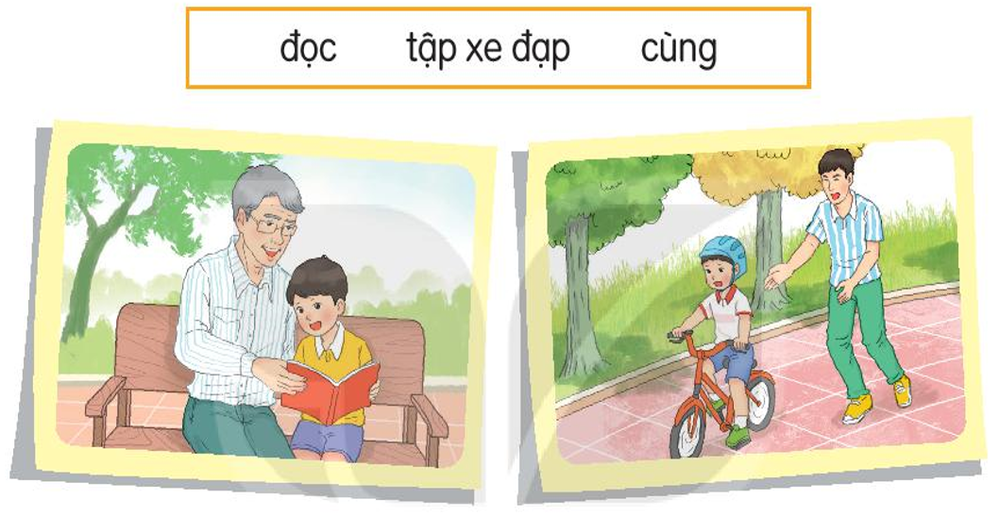 đọc tập xe đạp cùng